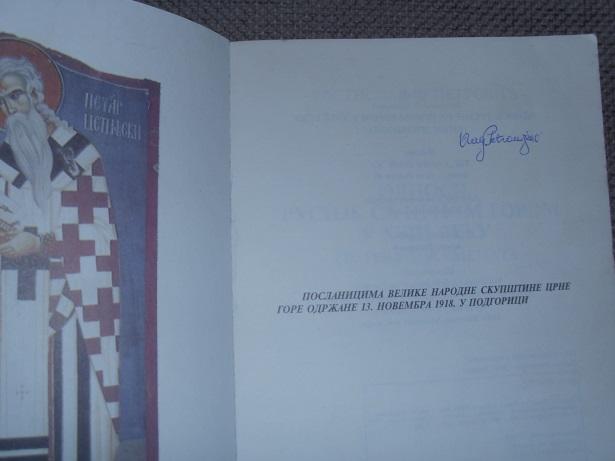 ПЕТАР
ЦЕТИЊСКИ
ПОСЛАНИЦИМА ВЕЛИКЕ НАРОДНЕ СКУПШТИНЕ ЦРНЕ
ГОРЕ ОДРЖАНЕ 13. НОВЕМБРА 1918. У ПОДГОРИЦИ